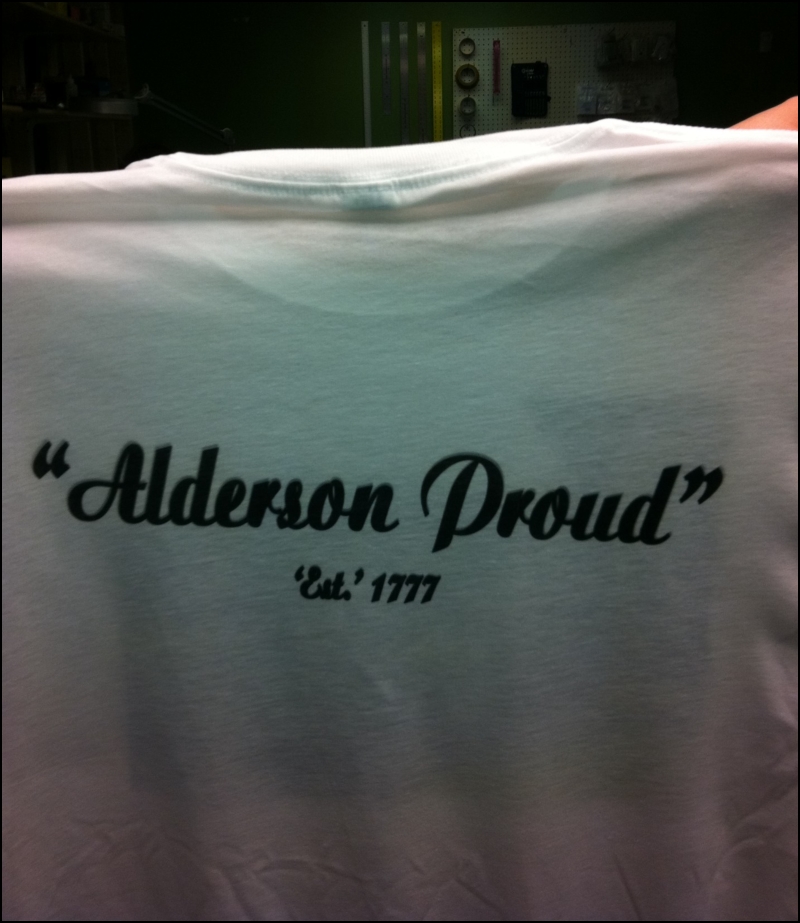 “Alderson Proud”
‘Est.’ 1777